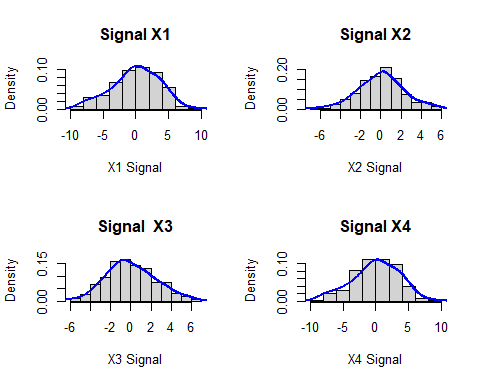 Signal X1
Density
0.00 0.10
-10 -5 0 5 10
X1 Signal
Signal X2
Density
0.00 0.20
-6 -2 0 2 4 6
X2 Signal
Signal X3
Density
0.00 0.15
-6 -2 0 2 4 6
X3 Signal
Signal X4
Density
0.00 0.10
-10 -5 0 5 10
X4 Signal